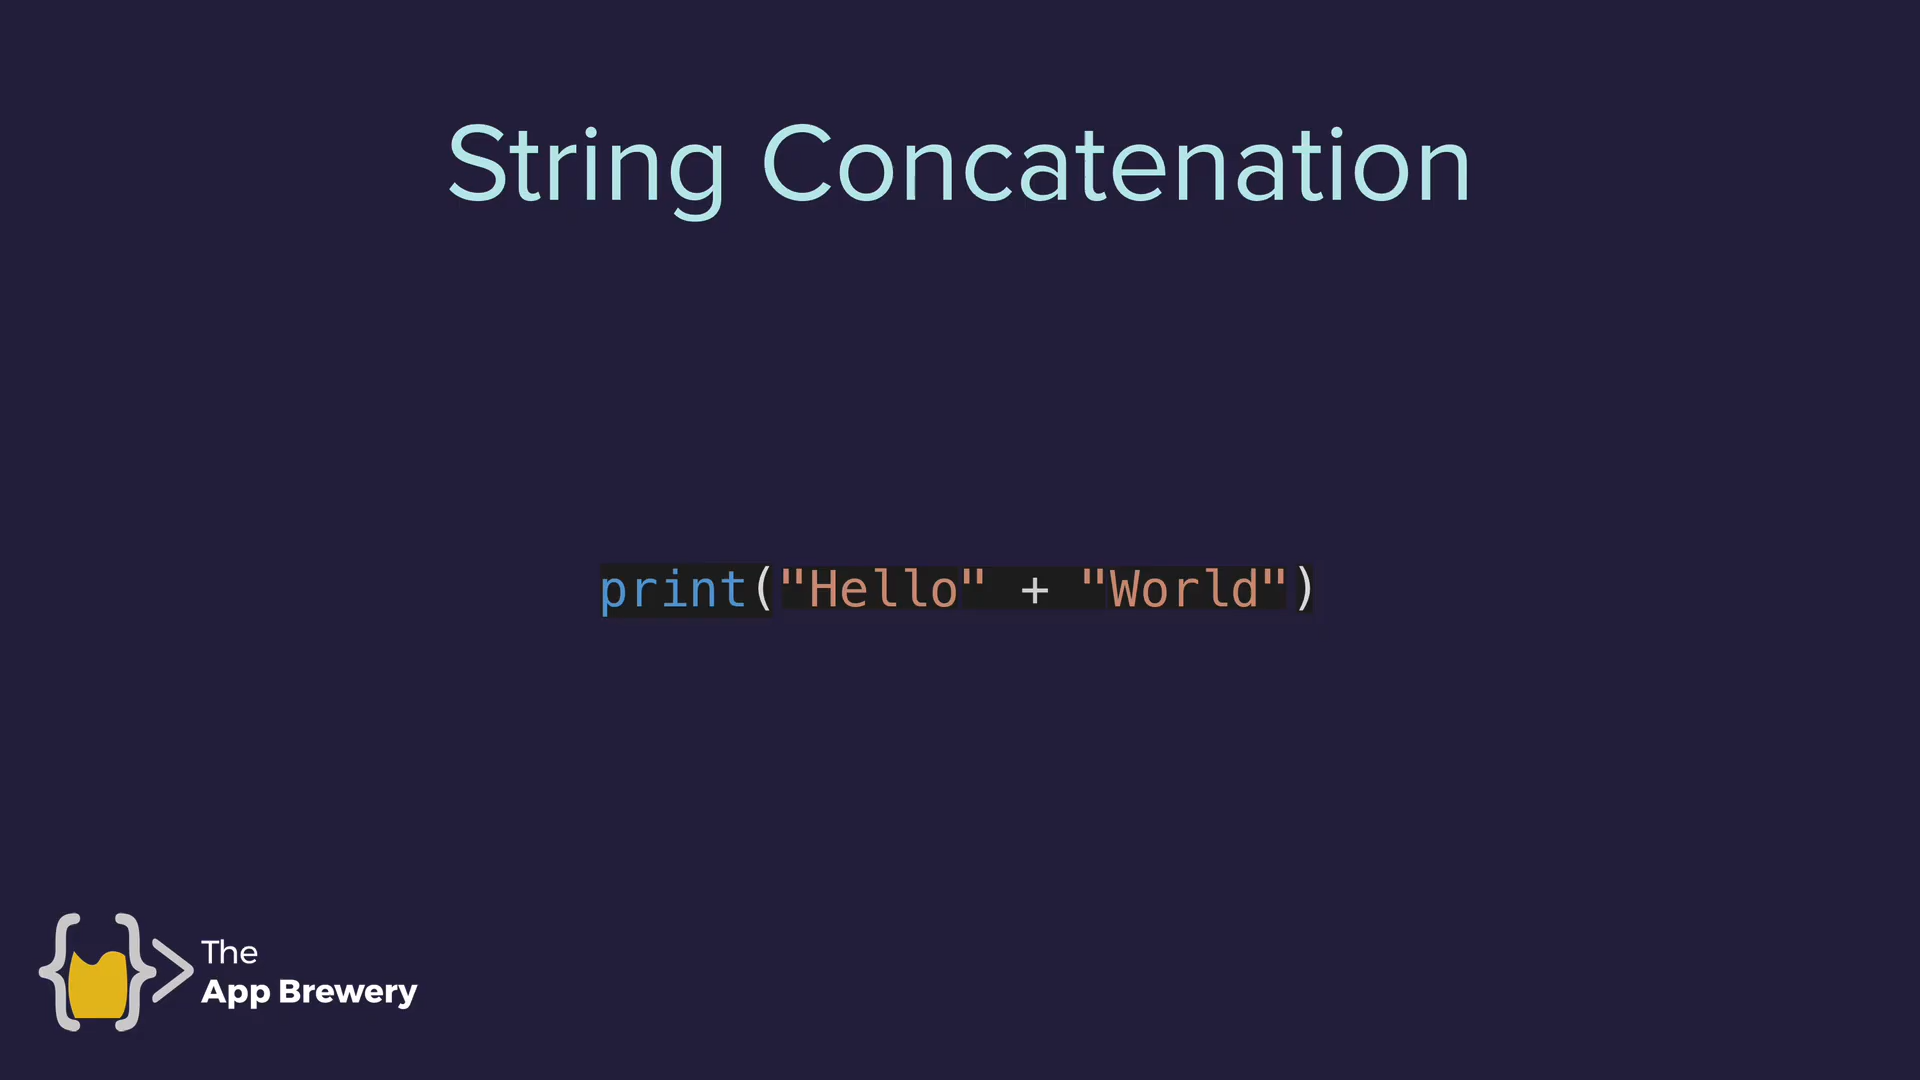 String Concatenation
print("Hello" + "World")
The
App Brewery